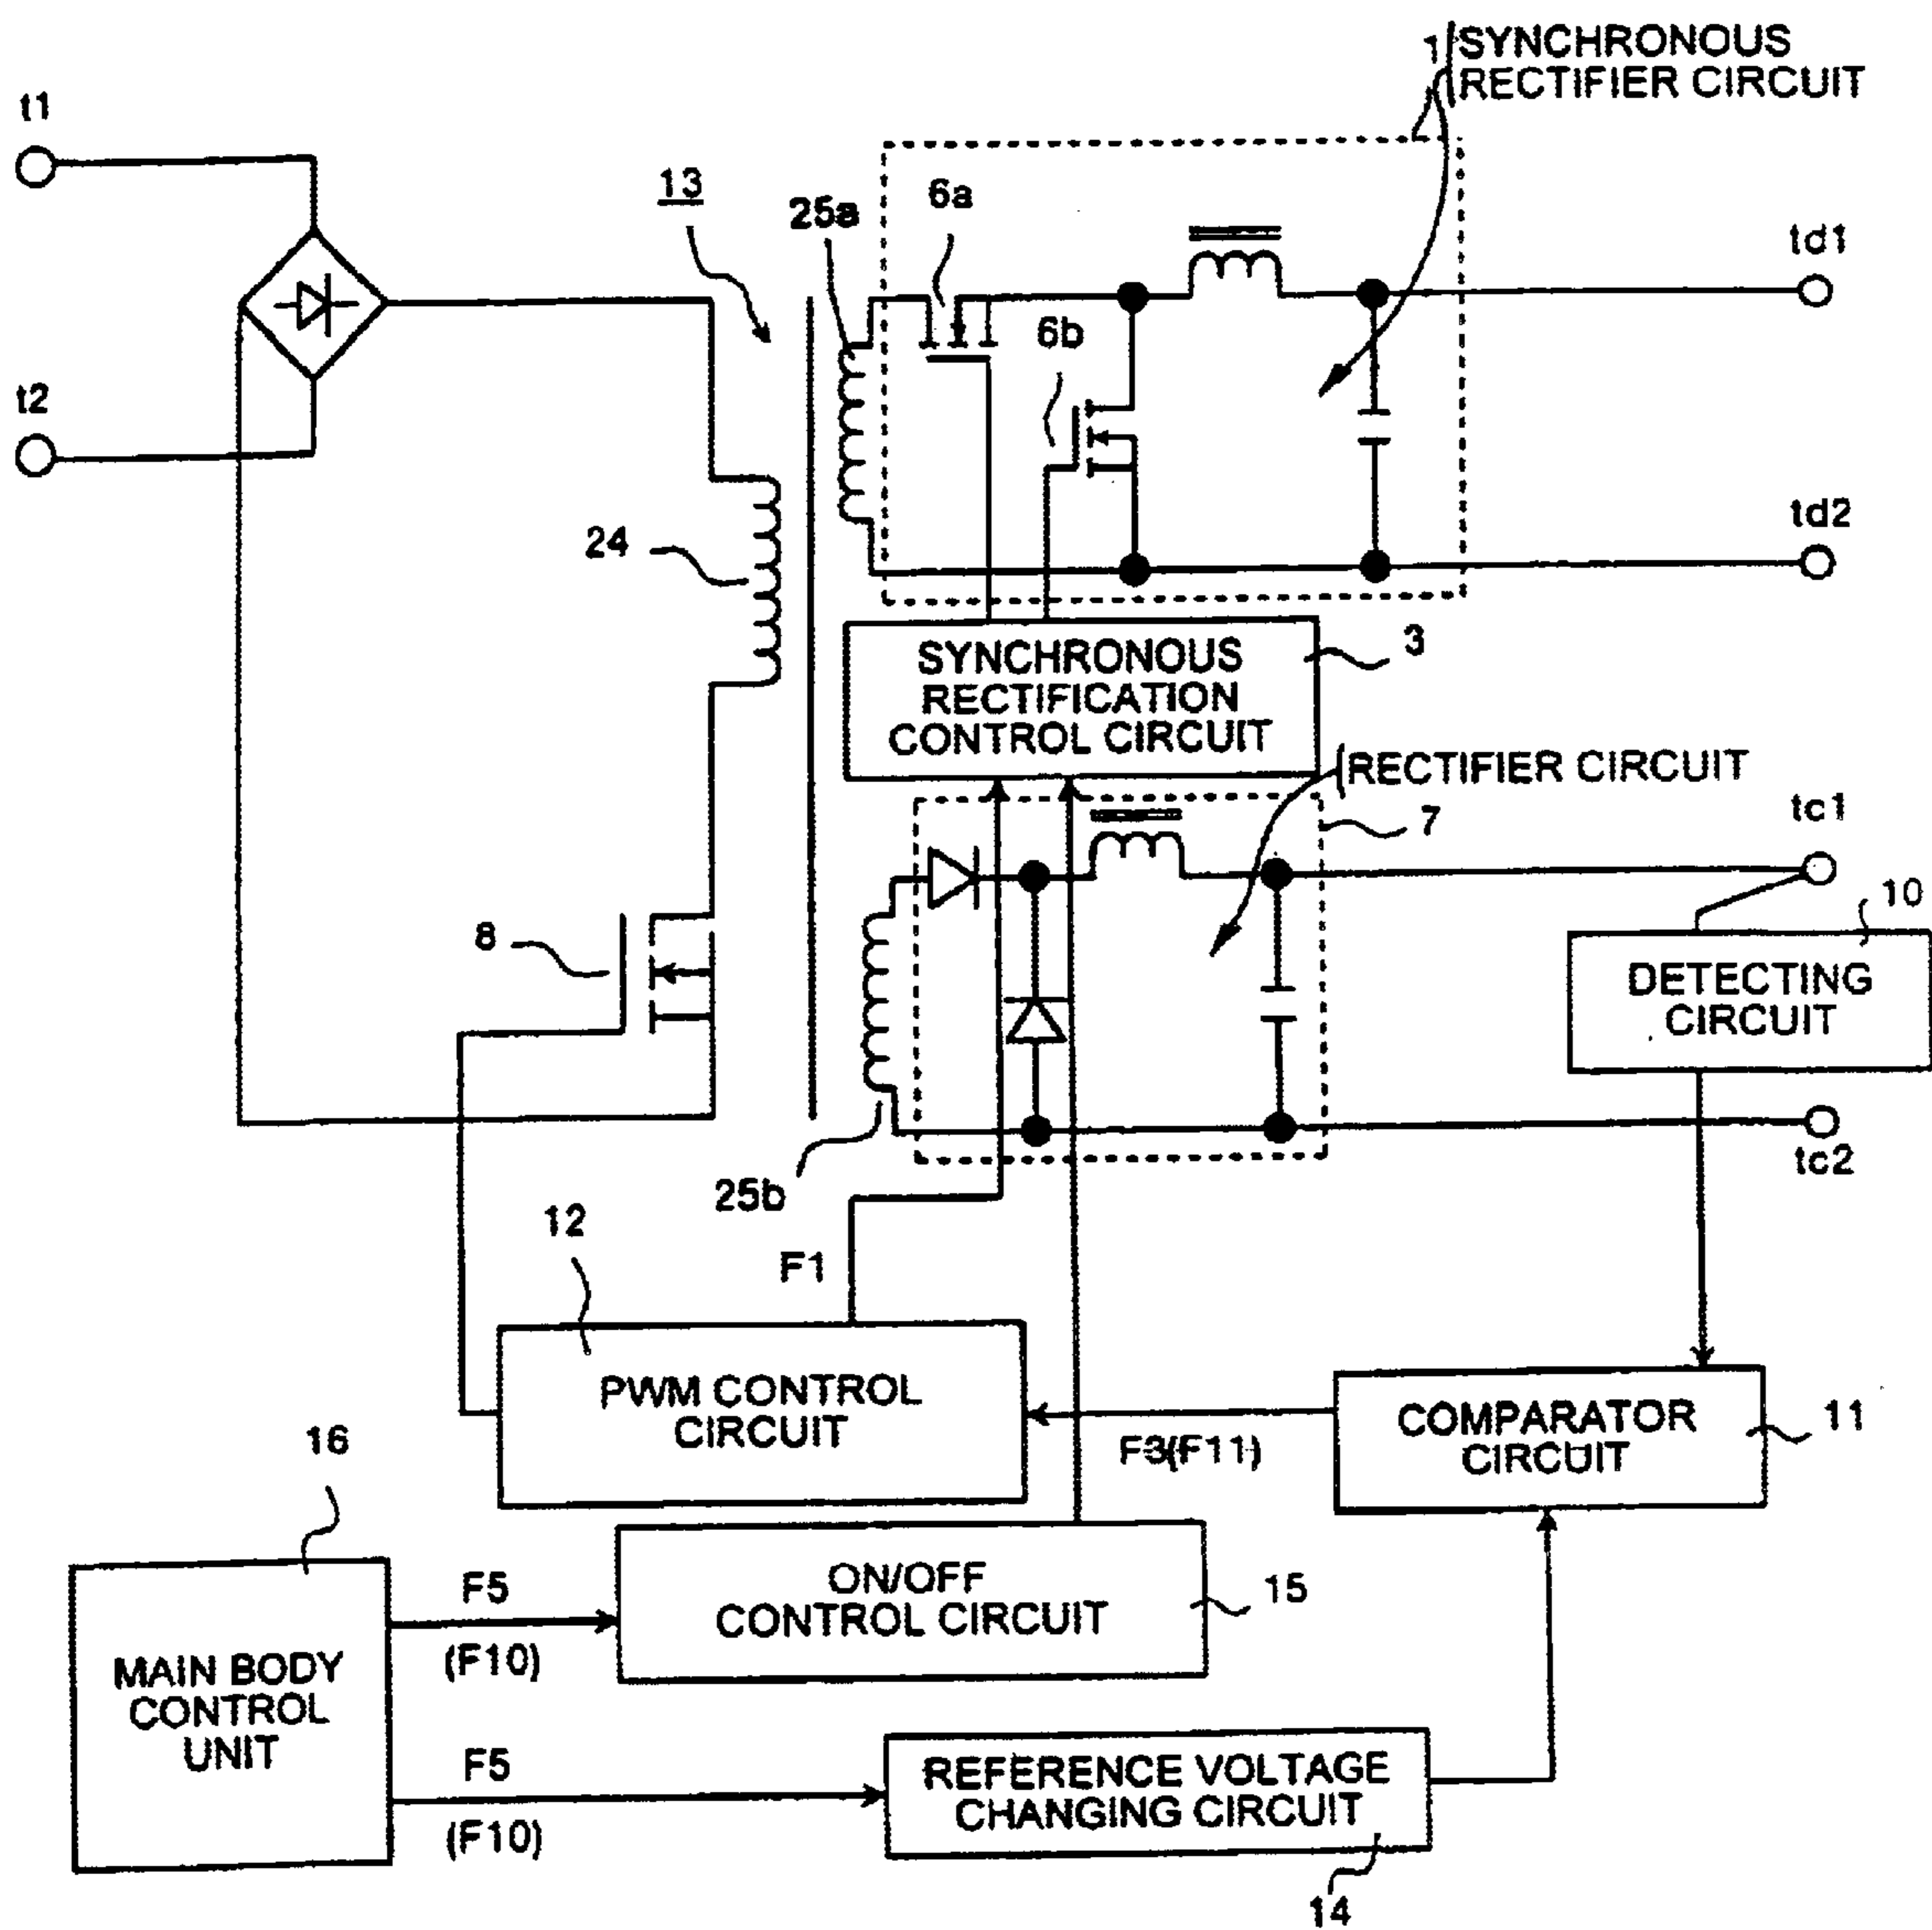 1 SYNCHRONOUS
RECTIFIER CIRCUIT
t1
13
25a
6a
td1
6b
t2
24
td2
SYNCHRONOUS
RECTIFICATION
CONTROL CIRCUIT
3
RECTIFIER CIRCUIT
7
tc1
8
10
DETECTING
CIRCUIT
tc2
25b
12
F1
PWM CONTROL
CIRCUIT
F3(F11)
COMPARATOR
CIRCUIT
11
16
ON/OFF
CONTROL CIRCUIT
15
F5
(F10)
MAIN BODY
CONTROL
UNIT
F5
(F10)
REFERENCE VOLTAGE
CHANGING CIRCUIT
14